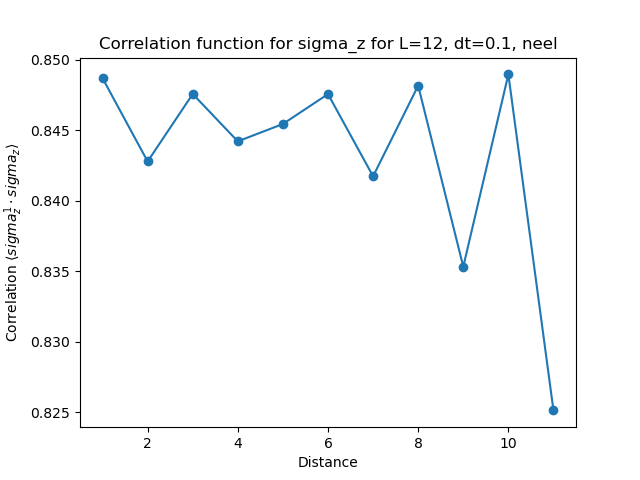 Correlation function for sigma_z for L=12, dt=0.1, neel
Correlation ⟨sigma_z^1 · sigma_z⟩
0.850
0.845
0.840
0.835
0.830
0.825
2 4 6 8 10
Distance